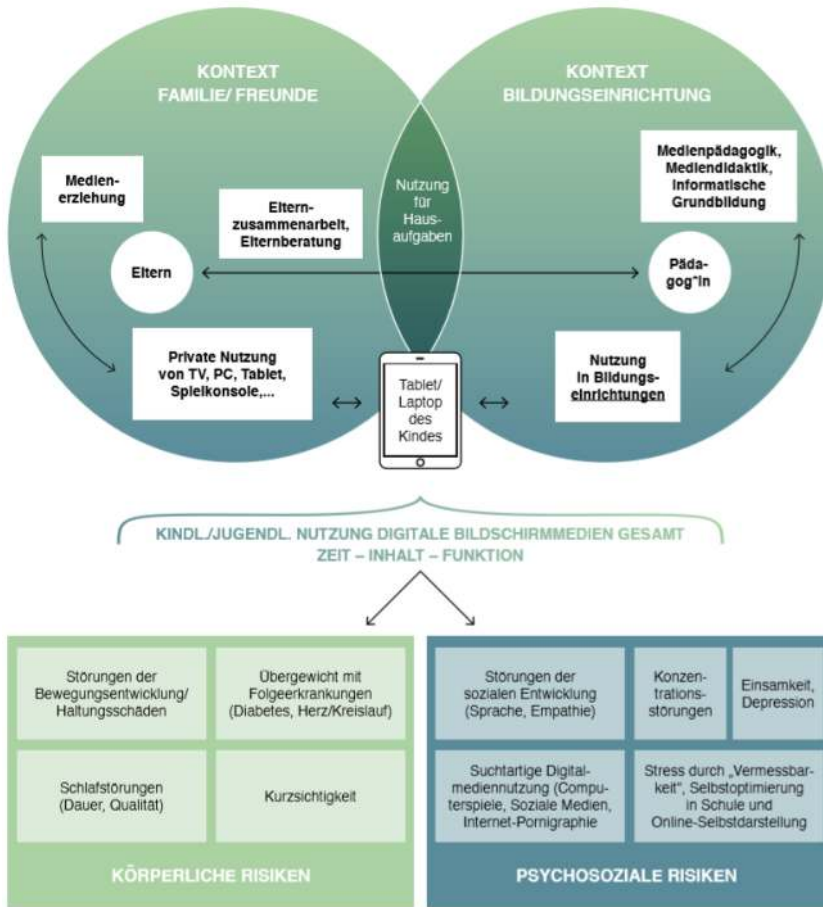 KONTEXT
FAMILIE/ FREUNDE
KONTEXT
BILDUNGSEINRICHTUNG
Medien-
erziehung
Eltern-
zusammenarbeit,
Elternberatung
Nutzung
für
Haus-
aufgaben
Medienpädagogik,
Mediendidaktik,
informatische
Grundbildung
Eltern
Päda-
gog*in
Private Nutzung
von TV, PC, Tablet,
Spielkonsole,...
Tablet/
Laptop
des
Kindes
Nutzung
in Bildungs-
einrichtungen
KINDL./JUGENDL. NUTZUNG DIGITALE BILDSCHIRMMEDIEN GESAMT
ZEIT – INHALT – FUNKTION
Störungen der
Bewegungsentwicklung/
Haltungsschäden
Übergewicht mit
Folgeerkrankungen
(Diabetes, Herz/Kreislauf)
Schlafstörungen
(Dauer, Qualität)
Kurzsichtigkeit
KÖRPERLICHE RISIKEN
Störungen der
sozialen Entwicklung
(Sprache, Empathie)
Konzen-
trations-
störungen
Einsamkeit,
Depression
Suchtartige Digital-
mediennutzung (Compu-
terspiele, Soziale Medien,
Internet-Pornigraphie
Stress durch „Vermessbar-
keit“, Selbstoptimierung
in Schule und
Online-Selbstdarstellung
PSYCHOSOZIALE RISIKEN